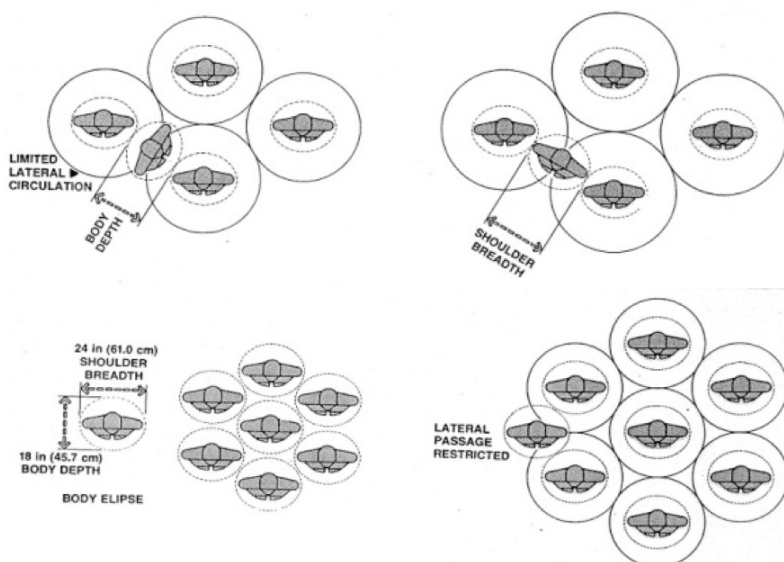 LIMITED
LATERAL ▶
CIRCULATION
BODY
DEPTH
SHOULDER
BREADTH
24 in (61.0 cm)
SHOULDER
BREADTH
18 in (45.7 cm)
BODY DEPTH
BODY ELIPSE
LATERAL
PASSAGE
RESTRICTED